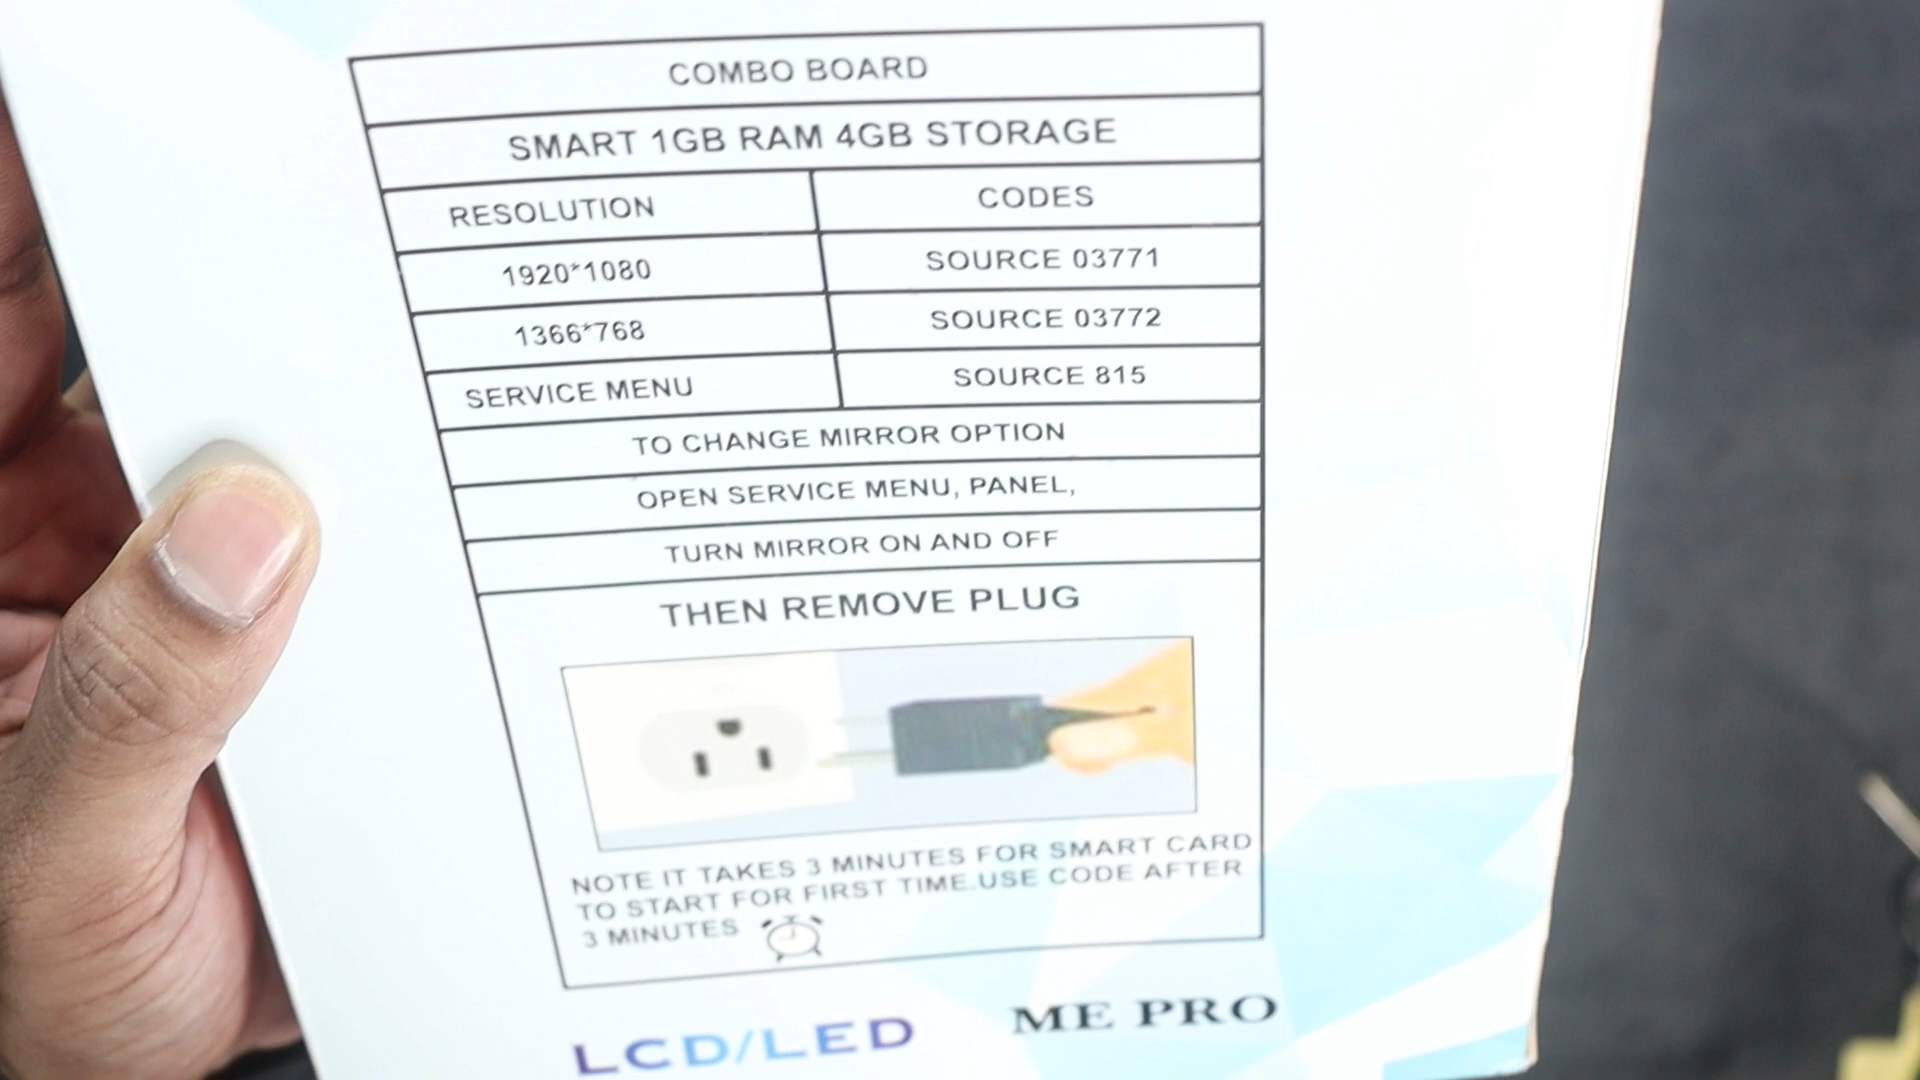 COMBO BOARD
SMART 1GB RAM 4GB STORAGE
RESOLUTION CODES
1920*1080 SOURCE 03771
1366*768 SOURCE 03772
SERVICE MENU SOURCE 815
TO CHANGE MIRROR OPTION
OPEN SERVICE MENU, PANEL,
TURN MIRROR ON AND OFF
THEN REMOVE PLUG
NOTE IT TAKES 3 MINUTES FOR SMART CARD
TO START FOR FIRST TIME.USE CODE AFTER
3 MINUTES
LCD/LED ME PRO